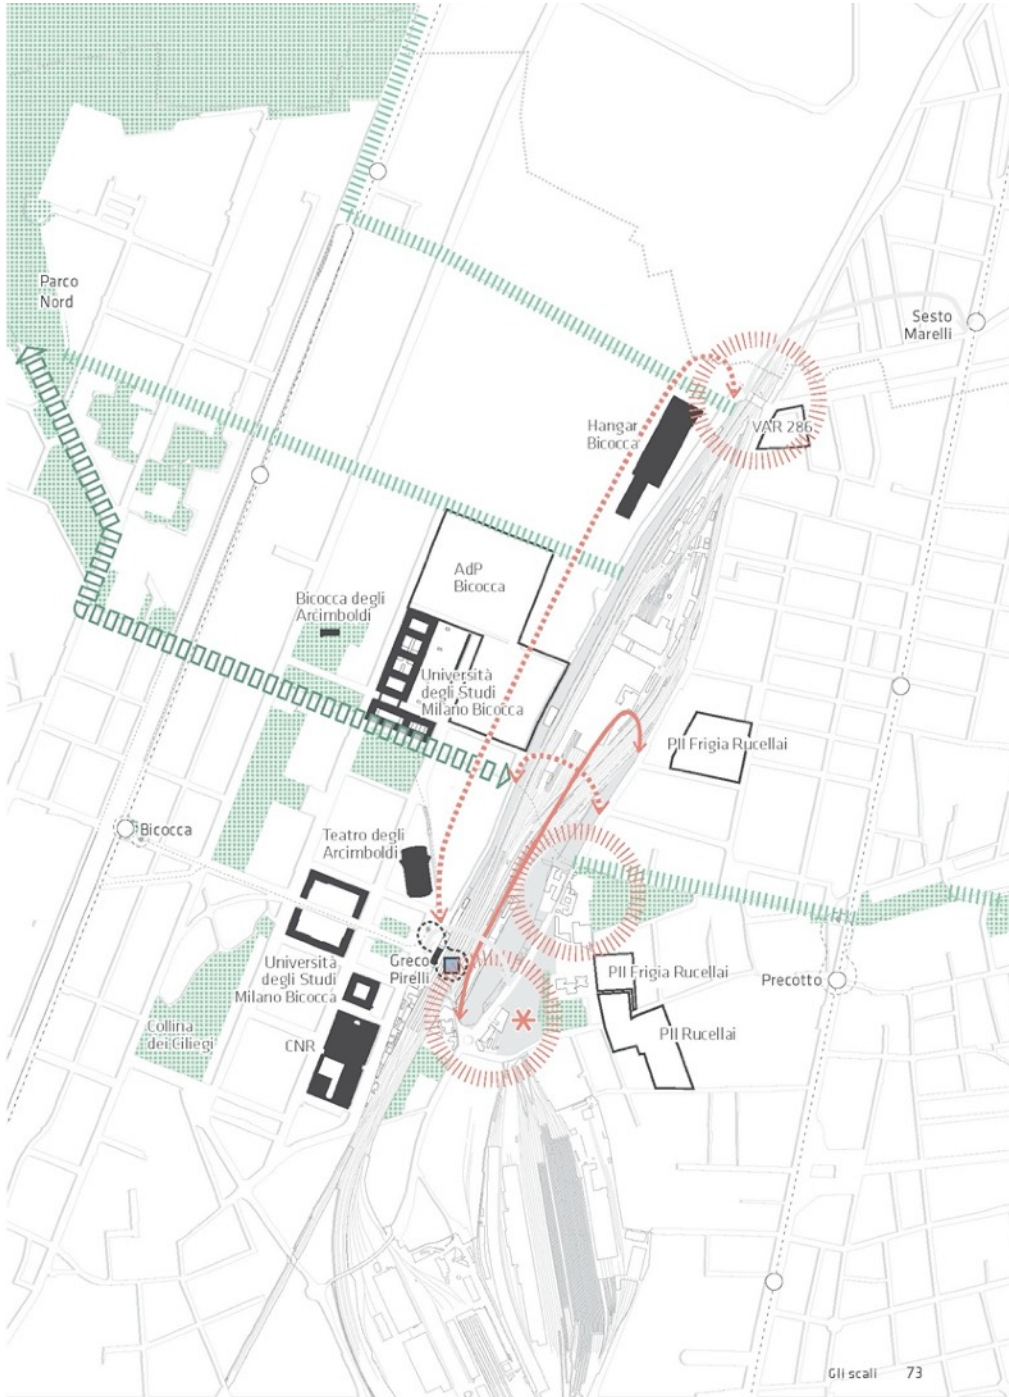 Parco
Nord
Sesto
Marelli
Hangar
Bicocca
VAR 286
AdP
Bicocca
Bicocca degli
Arcimboldi
Università
degli Studi
Milano Bicocca
PII Frigia Rucellai
Bicocca
Teatro degli
Arcimboldi
Greco
Pirelli
Università
degli Studi
Milano Bicocca
PII Frigia Rucellai
Precotto
Collina
dei Ciliegi
CNR
PII Rucellai
Gli scali 73